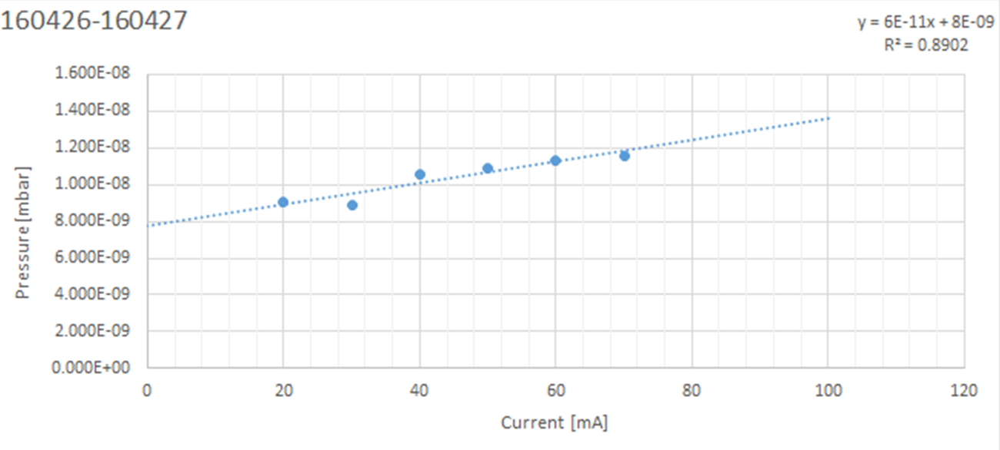 160426-160427
y = 6E-11x + 8E-09
R² = 0.8902
1.600E-08
1.400E-08
1.200E-08
1.000E-08
8.000E-09
6.000E-09
4.000E-09
2.000E-09
0.000E+00
Pressure [mbar]
0 20 40 60 80 100 120
Current [mA]